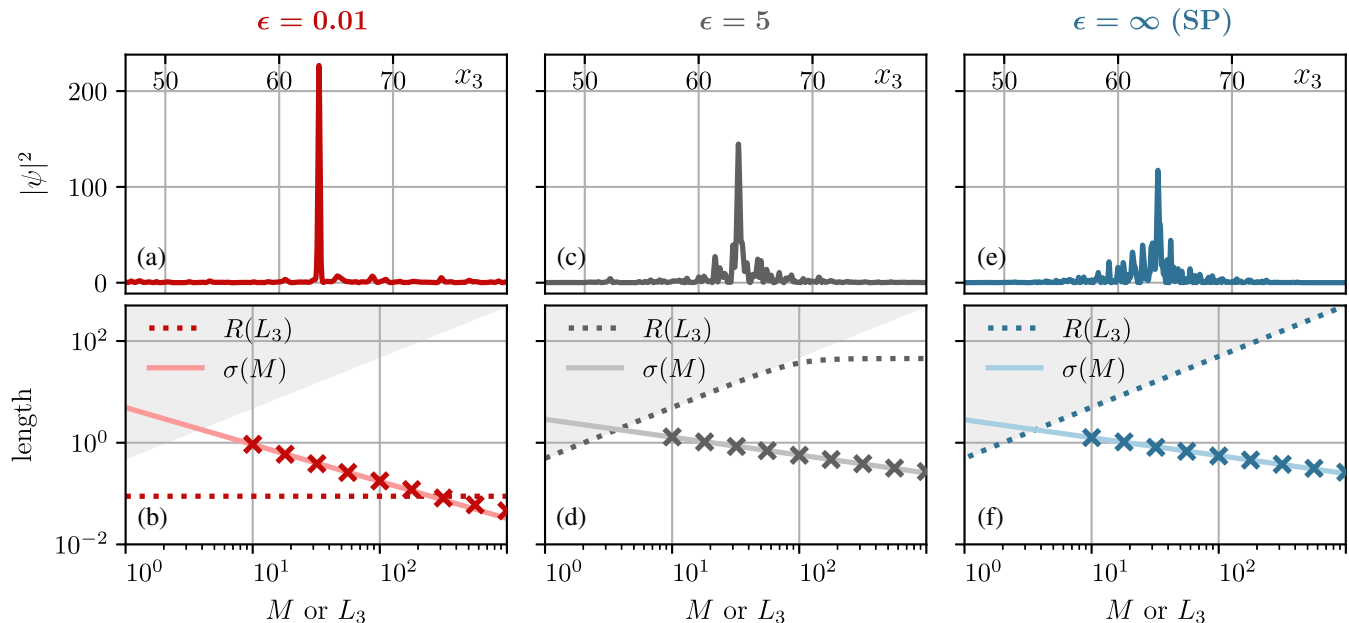 ϵ = 0.01
ϵ = 5
ϵ = ∞ (SP)
50 60 70 x₃
50 60 70 x₃
50 60 70 x₃
200
100
0
|ψ|²
(a)
(c)
(e)
R(L₃)
σ(M)
R(L₃)
σ(M)
R(L₃)
σ(M)
10²
10⁰
10⁻²
length
(b)
(d)
(f)
10⁰ 10¹ 10²
10⁰ 10¹ 10²
10⁰ 10¹ 10²
M or L₃
M or L₃
M or L₃